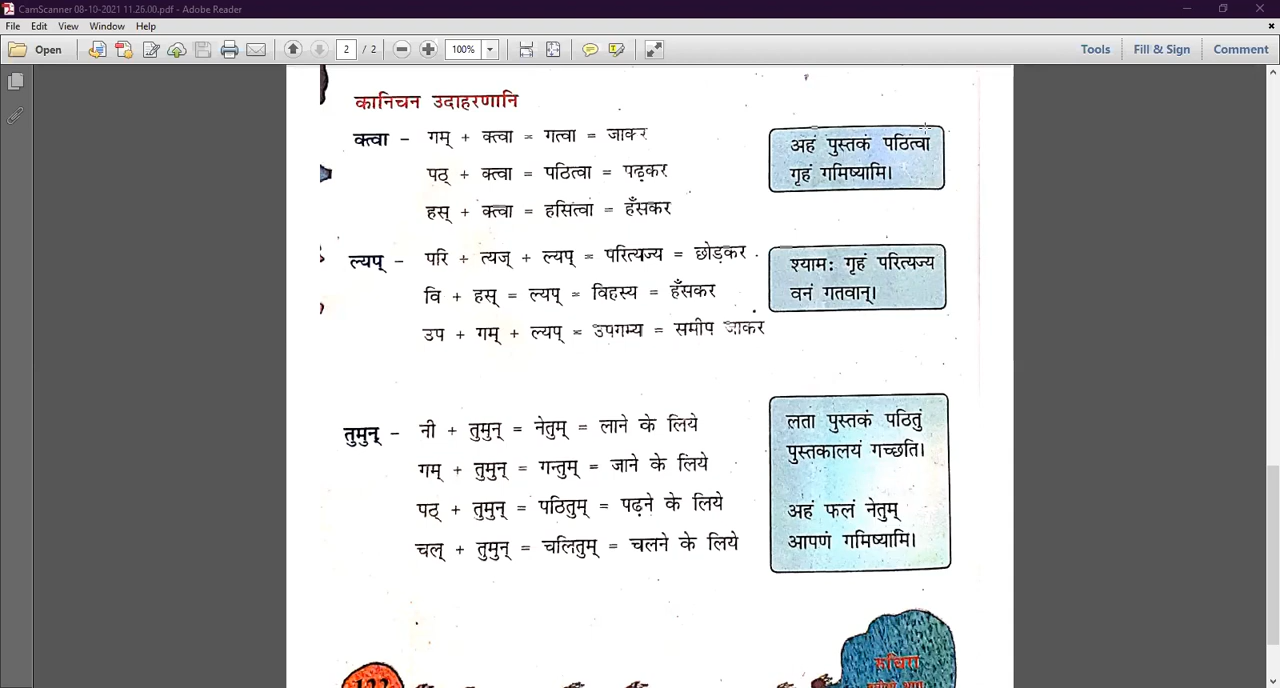 CamScanner 08-10-2021 11.26.00.pdf - Adobe Reader
File Edit View Window Help
Open 2 / 2 100% Tools Fill & Sign Comment
कानिचन उदाहरणानि
क्त्वा - गम् + क्त्वा = गत्वा = जाकर
पठ् + क्त्वा = पठित्वा = पढ़कर
हस् + क्त्वा = हसित्वा = हँसकर
अहं पुस्तकं पठित्वा
गृहं गमिष्यामि।
ल्यप् - परि + त्यज् + ल्यप् = परित्यज्य = छोड़कर
वि + हस् = ल्यप् = विहस्य = हँसकर
उप + गम् + ल्यप् = उपगम्य = समीप जाकर
श्यामः गृहं परित्यज्य
वनं गतवान्।
तुमुन् - नी + तुमुन् = नेतुम् = लाने के लिये
गम् + तुमुन् = गन्तुम् = जाने के लिये
पठ् + तुमुन् = पठितुम् = पढ़ने के लिये
चल् + तुमुन् = चलितुम् = चलने के लिये
लता पुस्तकं पठितुं
पुस्तकालयं गच्छति।
अहं फलं नेतुम्
आपणं गमिष्यामि।
रुचिरा